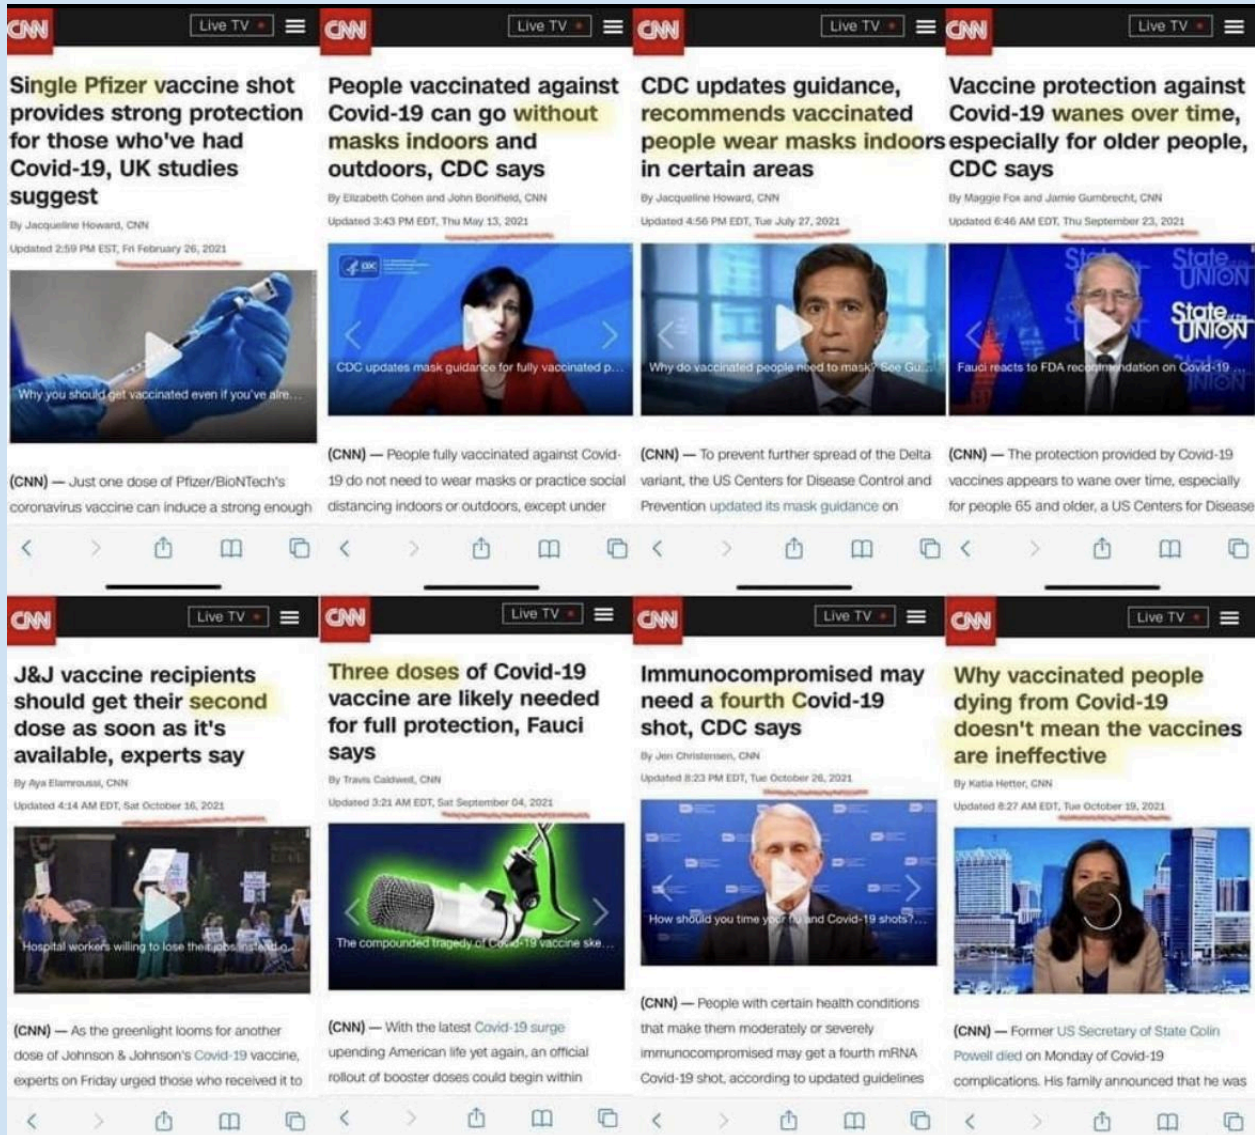 CNN
Live TV
Single Pfizer vaccine shot
provides strong protection
for those who've had
Covid-19, UK studies
suggest
By Jacqueline Howard, CNN
Updated 2:59 PM EST, Fri February 26, 2021
Why you should get vaccinated even if you've alre...
(CNN) — Just one dose of Pfizer/BioNTech's
coronavirus vaccine can induce a strong enough
CNN
Live TV
People vaccinated against
Covid-19 can go without
masks indoors and
outdoors, CDC says
By Elizabeth Cohen and John Bonifield, CNN
Updated 3:43 PM EDT, Thu May 13, 2021
CDC
CDC updates mask guidance for fully vaccinated p...
(CNN) — People fully vaccinated against Covid-
19 do not need to wear masks or practice social
distancing indoors or outdoors, except under
CNN
Live TV
CDC updates guidance,
recommends vaccinated
people wear masks indoors
in certain areas
By Jacqueline Howard, CNN
Updated 4:56 PM EDT, Tue July 27, 2021
Why do vaccinated people need to mask? See Gu...
(CNN) — To prevent further spread of the Delta
variant, the US Centers for Disease Control and
Prevention updated its mask guidance on
CNN
Live TV
Vaccine protection against
Covid-19 wanes over time,
especially for older people,
CDC says
By Maggie Fox and Jamie Gumbrecht, CNN
Updated 6:46 AM EDT, Thu September 23, 2021
State
UNION
State of the
UNION
Fauci reacts to FDA recommendation on Covid-19 ...
(CNN) — The protection provided by Covid-19
vaccines appears to wane over time, especially
for people 65 and older, a US Centers for Disease
CNN
Live TV
J&J vaccine recipients
should get their second
dose as soon as it's
available, experts say
By Aya Elamroussi, CNN
Updated 4:14 AM EDT, Sat October 16, 2021
Hospital workers willing to lose their jobs instead o...
(CNN) — As the greenlight looms for another
dose of Johnson & Johnson's Covid-19 vaccine,
experts on Friday urged those who received it to
CNN
Live TV
Three doses of Covid-19
vaccine are likely needed
for full protection, Fauci
says
By Travis Caldwell, CNN
Updated 3:21 AM EDT, Sat September 04, 2021
The compounded tragedy of Covid-19 vaccine ske...
(CNN) — With the latest Covid-19 surge
upending American life yet again, an official
rollout of booster doses could begin within
CNN
Live TV
Immunocompromised may
need a fourth Covid-19
shot, CDC says
By Jen Christensen, CNN
Updated 8:23 PM EDT, Tue October 26, 2021
How should you time your flu and Covid-19 shots?...
(CNN) — People with certain health conditions
that make them moderately or severely
immunocompromised may get a fourth mRNA
Covid-19 shot, according to updated guidelines
CNN
Live TV
Why vaccinated people
dying from Covid-19
doesn't mean the vaccines
are ineffective
By Katia Hetter, CNN
Updated 8:27 AM EDT, Tue October 19, 2021
(CNN) — Former US Secretary of State Colin
Powell died on Monday of Covid-19
complications. His family announced that he was